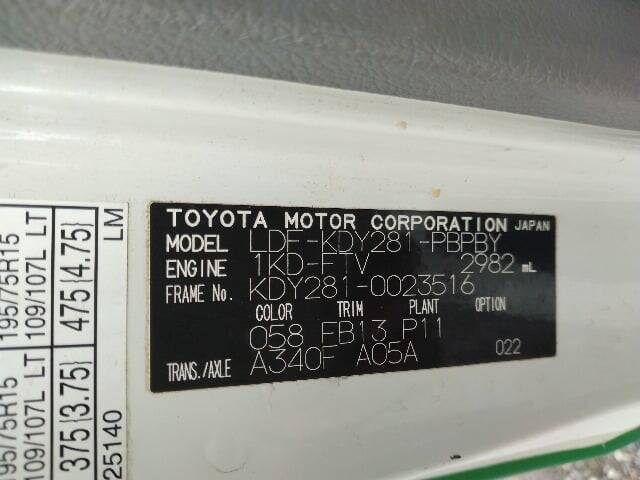 TOYOTA MOTOR CORPORATION JAPAN
MODEL LDF-KDY281-PBPBY
ENGINE 1KD-FTV 2982 mL
FRAME No. KDY281-0023516
COLOR TRIM PLANT OPTION
058 FB13 P11
TRANS./AXLE A340F A05A 022
195/75R15
109/107L LT
475 (4.75)
LM
195/75R15
109/107L LT
375 (3.75)
25140